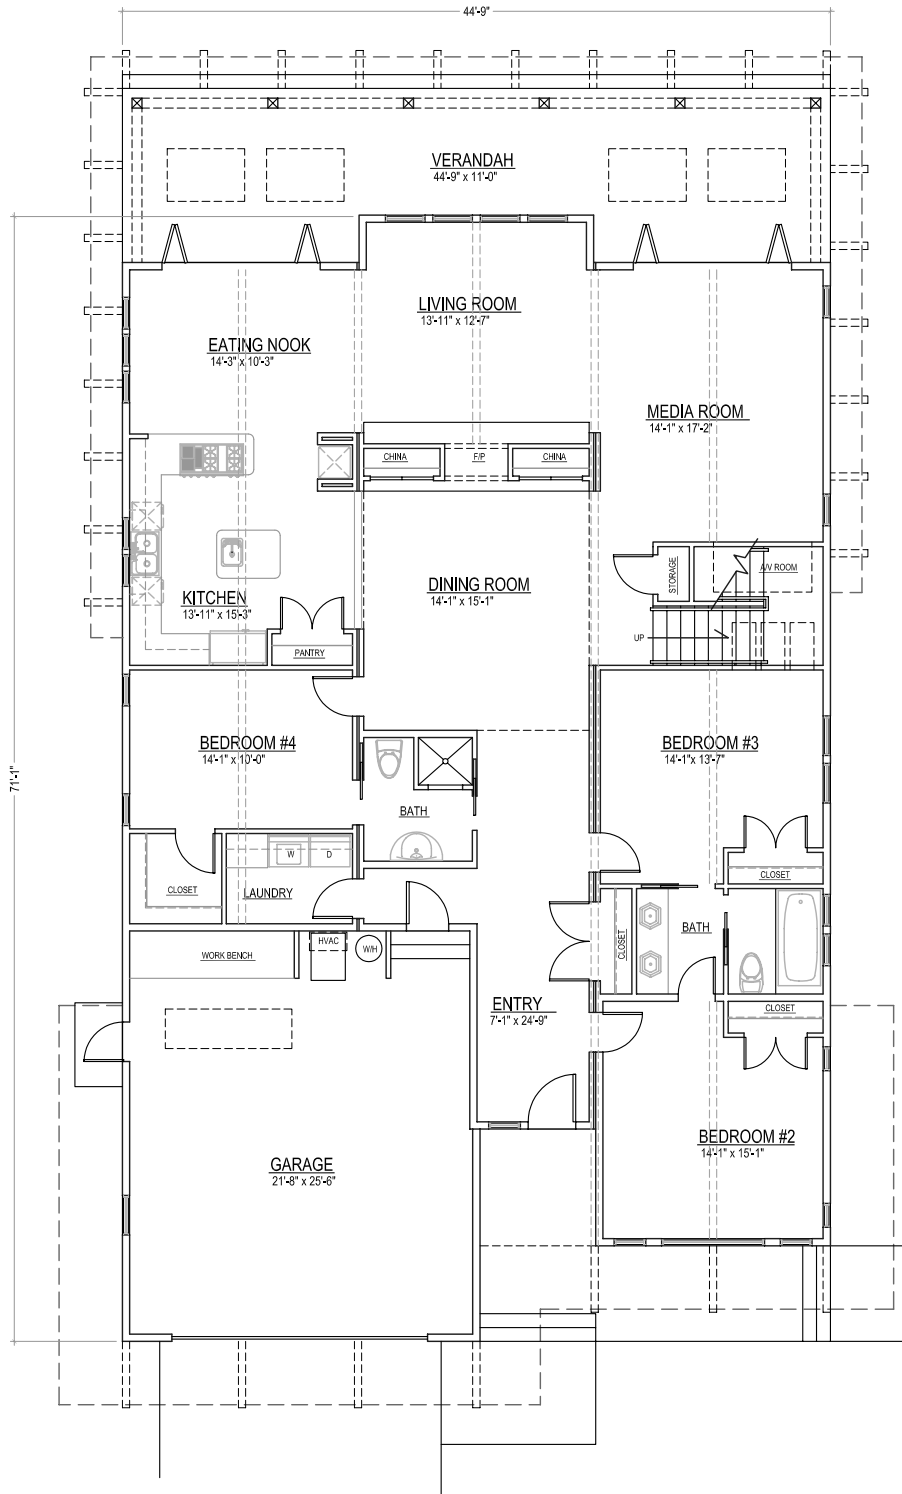 44'-9"
VERANDAH
44'-9" x 11'-0"
LIVING ROOM
13'-11" x 12'-7"
EATING NOOK
14'-3" x 10'-3"
MEDIA ROOM
14'-1" x 17'-2"
CHINA
F/P
CHINA
DINING ROOM
14'-1" x 15'-1"
STORAGE
A/V ROOM
KITCHEN
13'-11" x 15'-3"
UP
PANTRY
BEDROOM #4
14'-1" x 10'-0"
BEDROOM #3
14'-1" x 13'-7"
71'-1"
BATH
W
D
CLOSET
LAUNDRY
CLOSET
BATH
CLOSET
WORK BENCH
HVAC
W/H
ENTRY
7'-1" x 24'-9"
CLOSET
BEDROOM #2
14'-1" x 15'-1"
GARAGE
21'-8" x 25'-6"